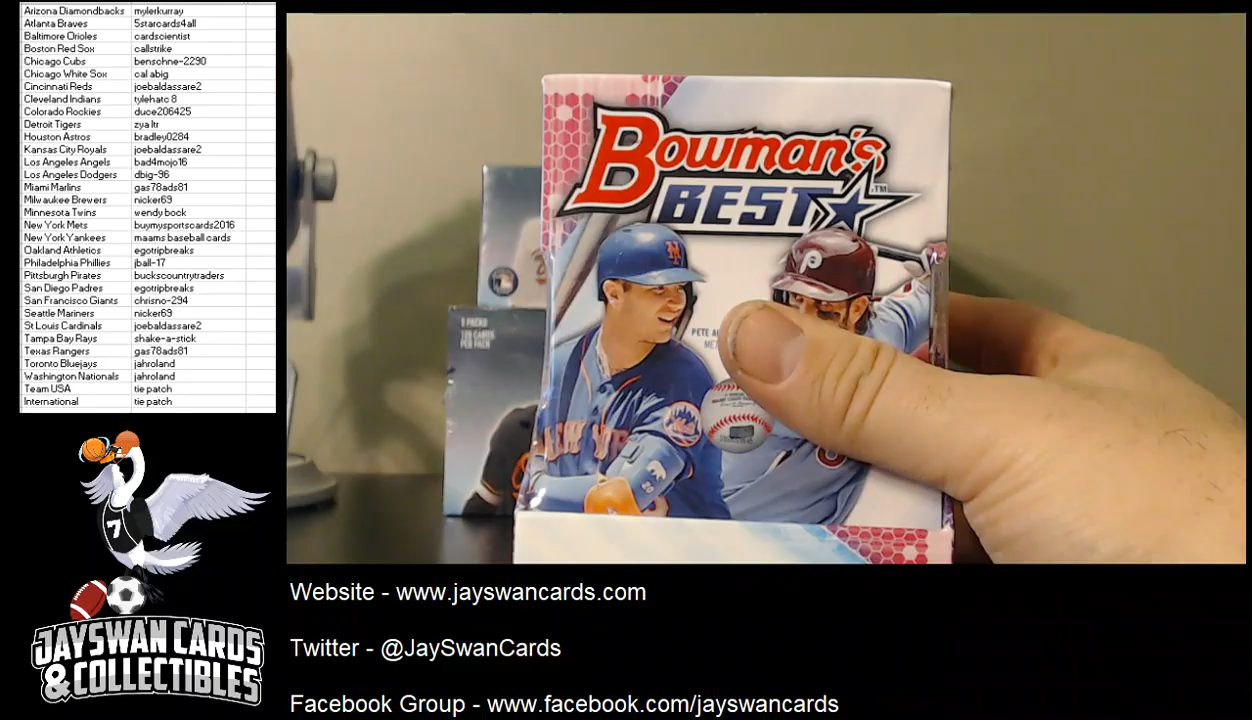 Arizona Diamondbacks mylerkurray
Atlanta Braves 5starcards4all
Baltimore Orioles cardscientist
Boston Red Sox callstrike
Chicago Cubs benschne-2290
Chicago White Sox cal abig
Cincinnati Reds joebaldassare2
Cleveland Indians tylehatc 8
Colorado Rockies duce206425
Detroit Tigers zya ltr
Houston Astros bradley0284
Kansas City Royals joebaldassare2
Los Angeles Angels bad4mojo16
Los Angeles Dodgers dbig-96
Miami Marlins gas78ads81
Milwaukee Brewers nicker69
Minnesota Twins wendy bock
New York Mets buymysportscards2016
New York Yankees maams baseball cards
Oakland Athletics egotripbreaks
Philadelphia Phillies jball-17
Pittsburgh Pirates buckscountrytraders
San Diego Padres egotripbreaks
San Francisco Giants chrisno-294
Seattle Mariners nicker69
St Louis Cardinals joebaldassare2
Tampa Bay Rays shake-a-stick
Texas Rangers gas78ads81
Toronto Bluejays jahroland
Washington Nationals jahroland
Team USA tie patch
International tie patch
Bowman's
BEST
TM
PETE
NEW YOR
7
JAYSWAN CARDS
& COLLECTIBLES
Website - www.jayswancards.com
Twitter - @JaySwanCards
Facebook Group - www.facebook.com/jayswancards